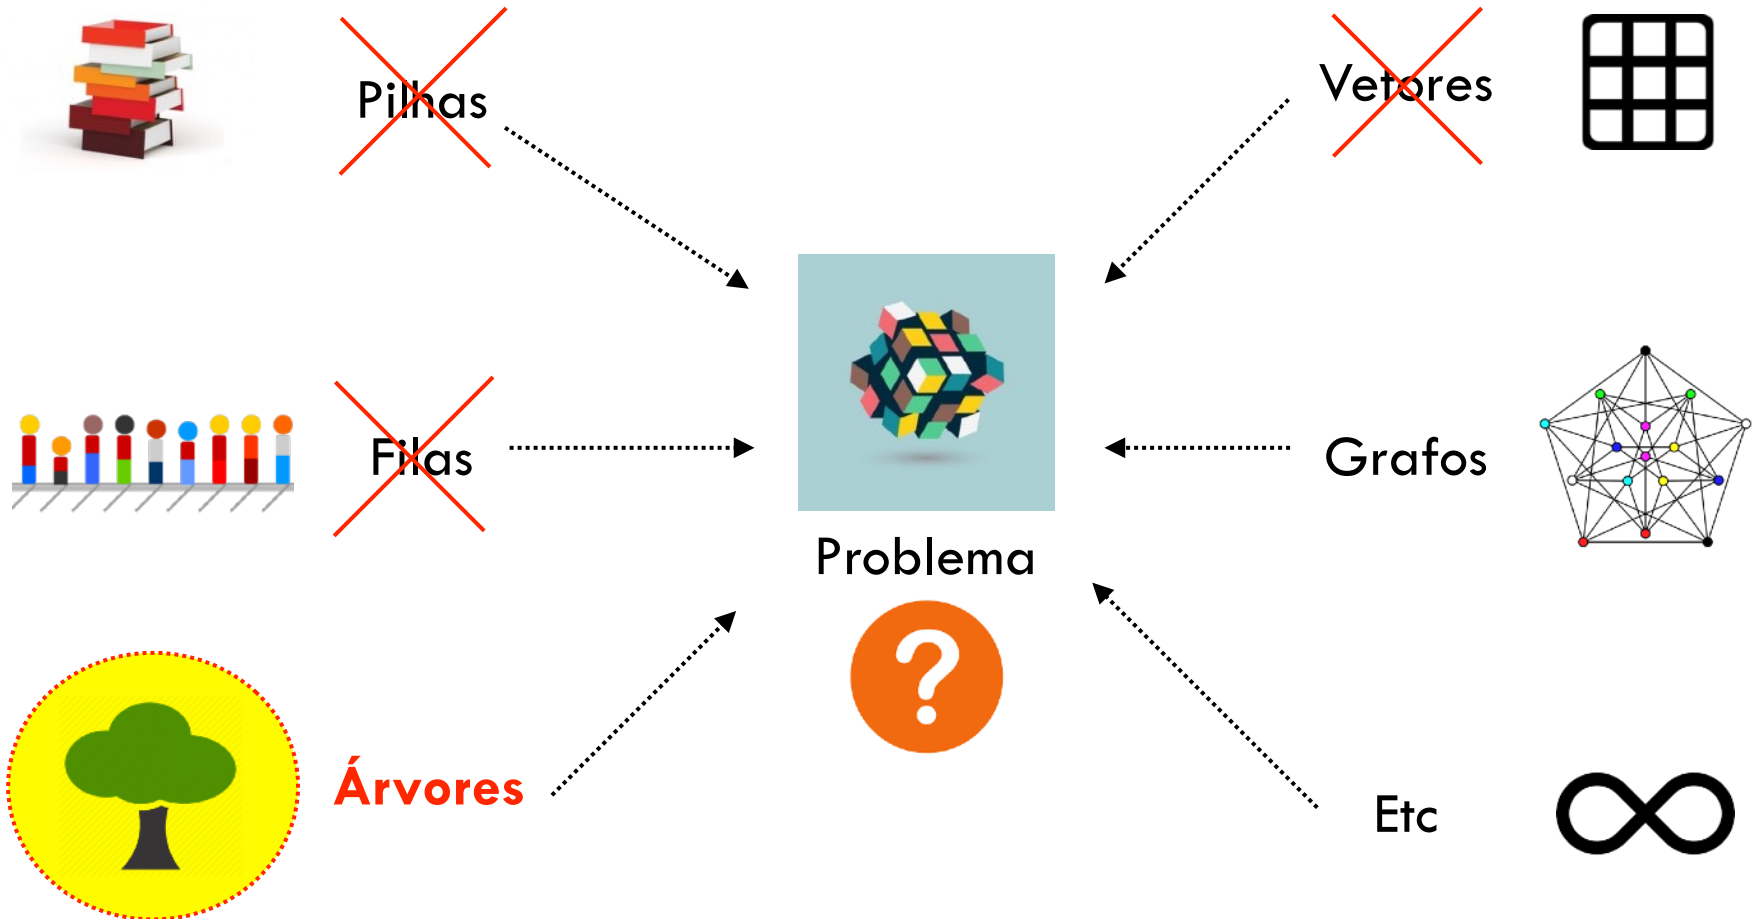 Pilhas
Vetores
Filas
Grafos
Problema
?
Árvores
Etc